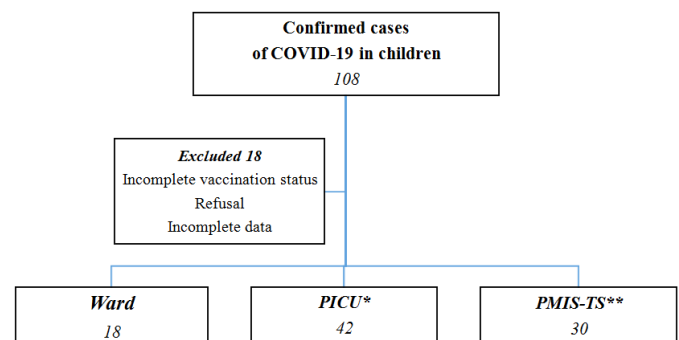 Confirmed cases
of COVID-19 in children
108
Excluded 18
Incomplete vaccination status
Refusal
Incomplete data
Ward
18
PICU*
42
PMIS-TS**
30